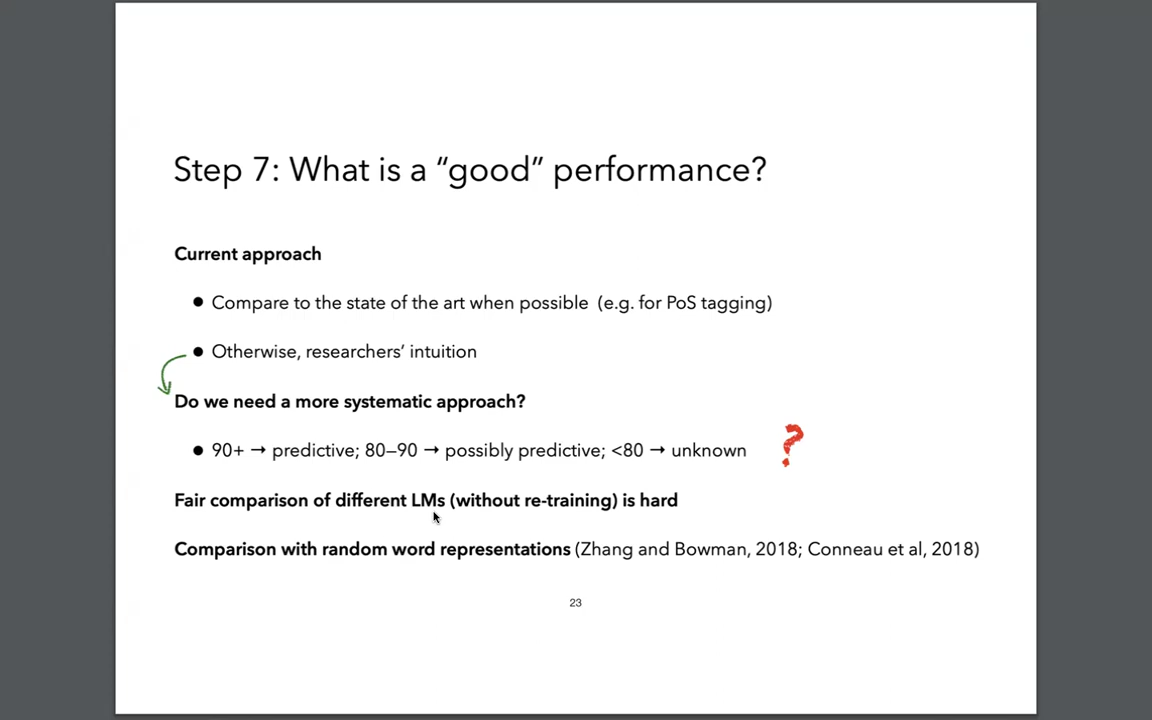 Step 7: What is a “good” performance?
Current approach
● Compare to the state of the art when possible (e.g. for PoS tagging)
● Otherwise, researchers’ intuition
Do we need a more systematic approach?
● 90+ → predictive; 80–90 → possibly predictive; <80 → unknown ?
Fair comparison of different LMs (without re-training) is hard
Comparison with random word representations (Zhang and Bowman, 2018; Conneau et al, 2018)
23